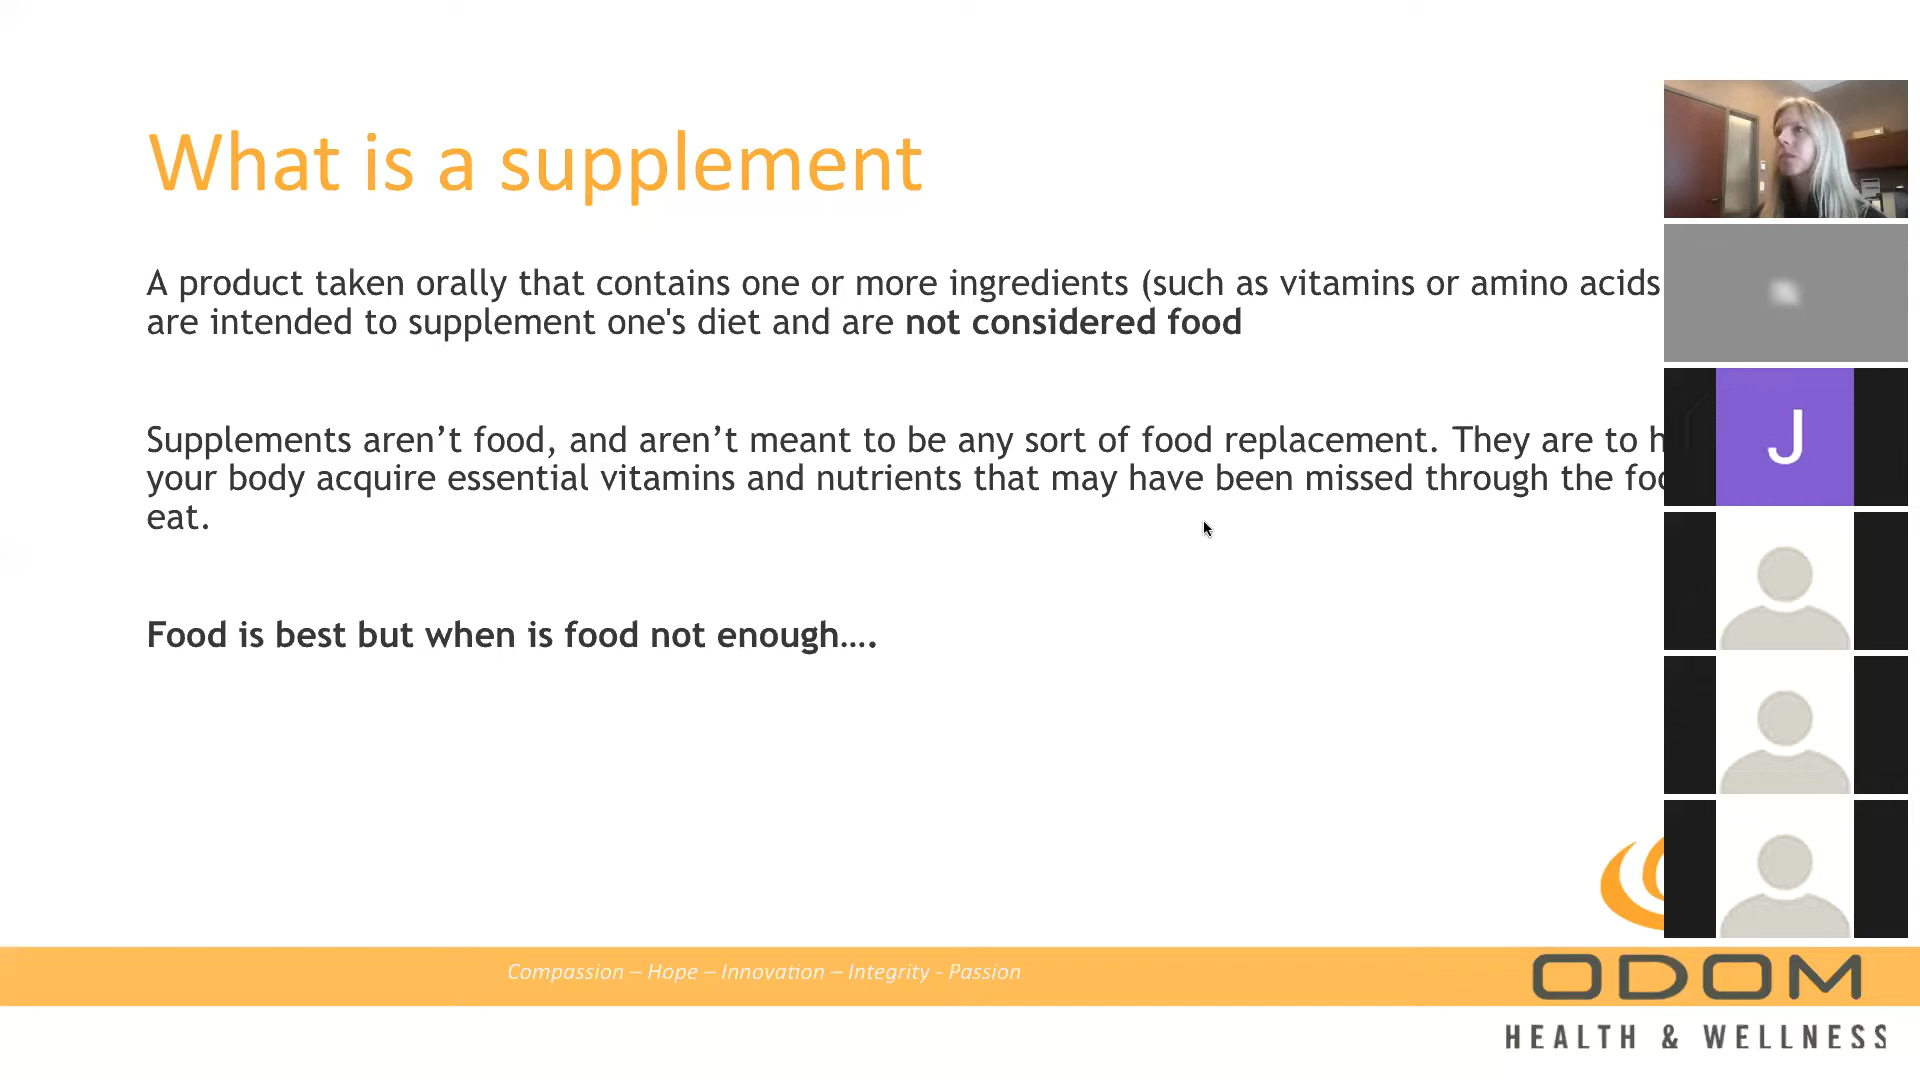 What is a supplement
A product taken orally that contains one or more ingredients (such as vitamins or amino acids
are intended to supplement one's diet and are not considered food
Supplements aren’t food, and aren’t meant to be any sort of food replacement. They are to
your body acquire essential vitamins and nutrients that may have been missed through the
eat.
Food is best but when is food not enough….
J
Compassion – Hope – Innovation – Integrity - Passion
ODOM
HEALTH & WELLNESS